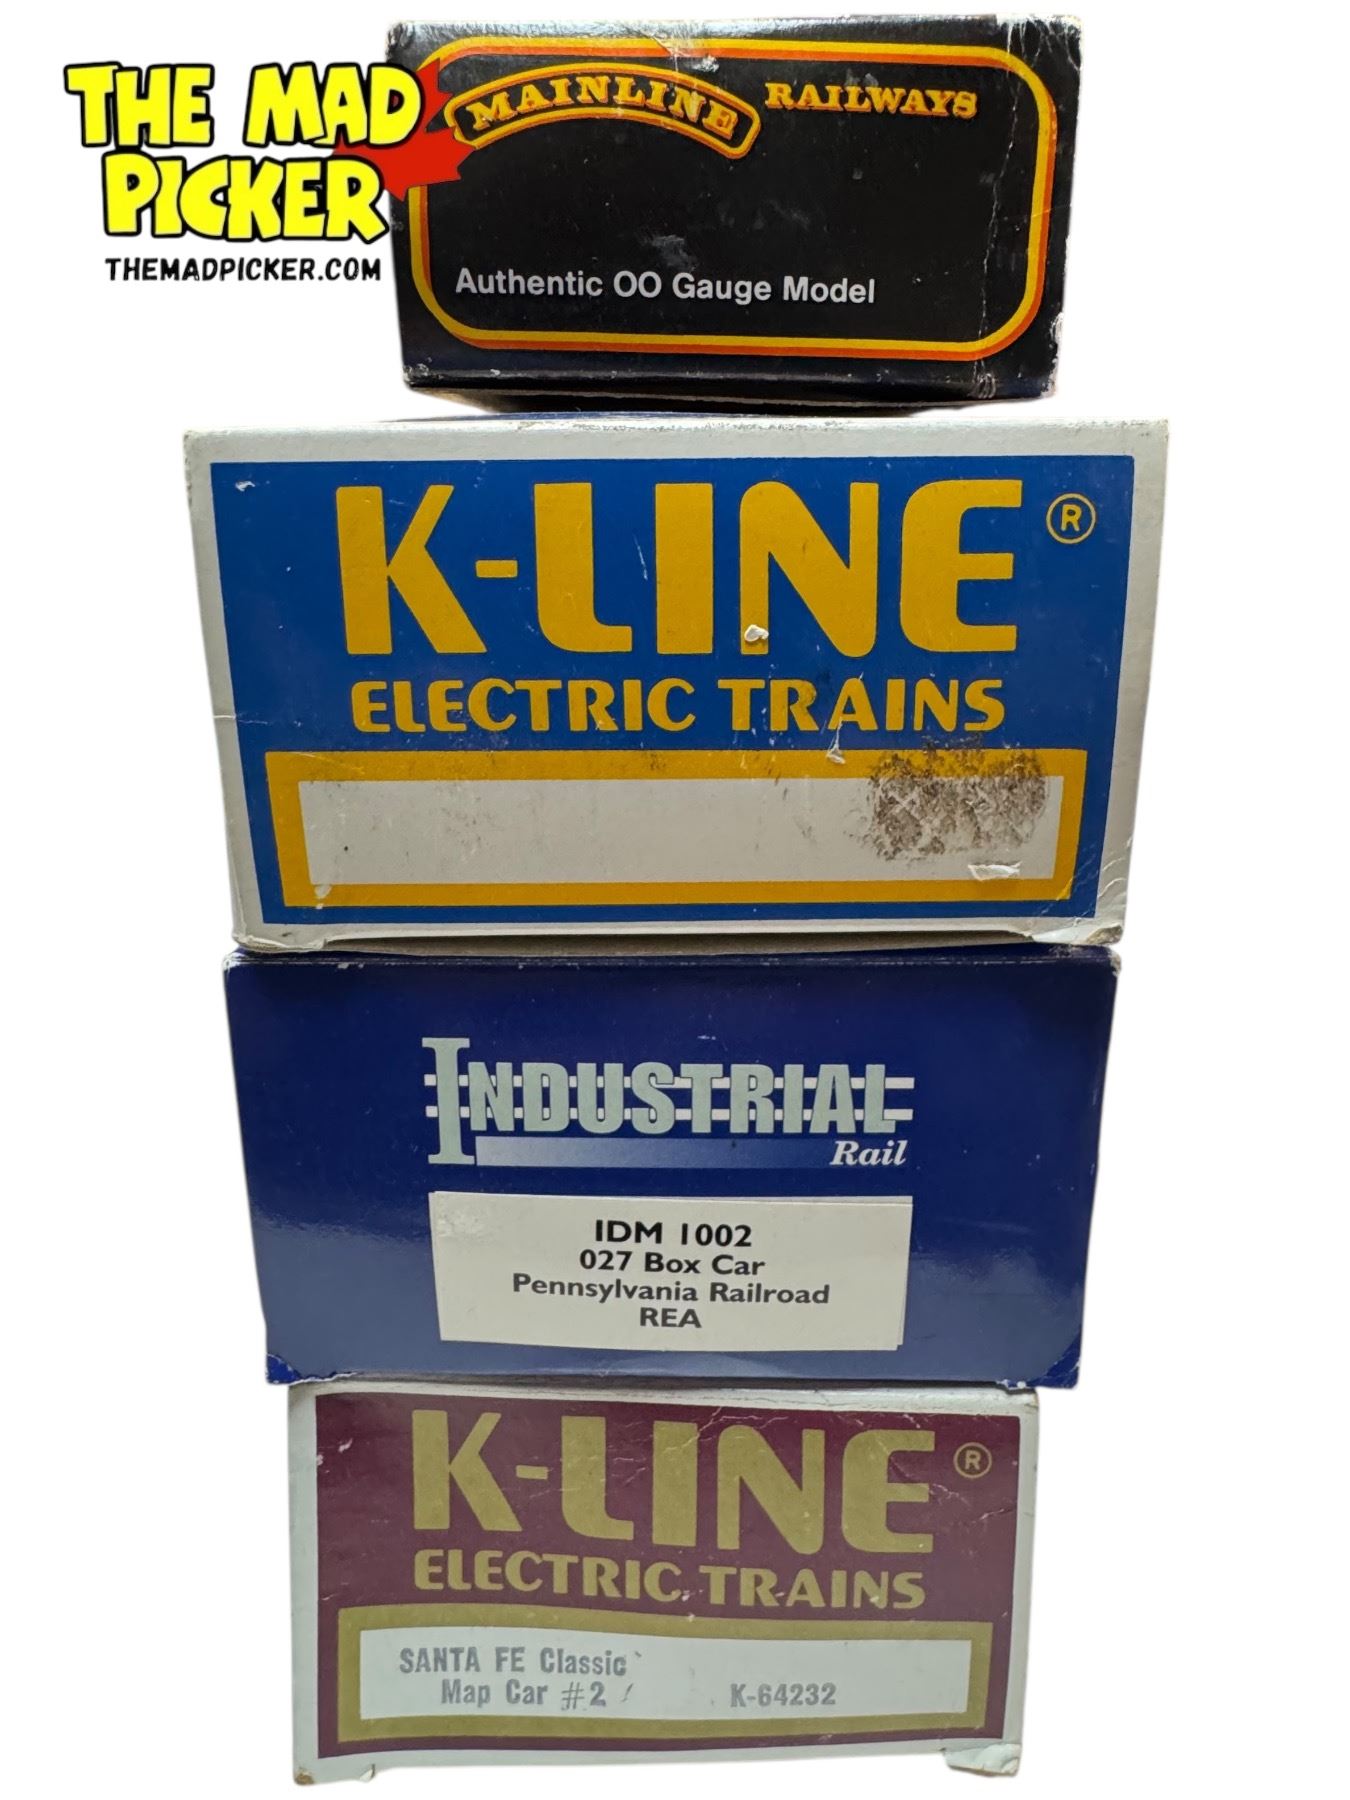 THE MAD
PICKER
THEMADPICKER.COM
MAINLINE RAILWAYS
Authentic OO Gauge Model
K-LINE®
ELECTRIC TRAINS
INDUSTRIAL
Rail
IDM 1002
027 Box Car
Pennsylvania Railroad
REA
K-LINE®
ELECTRIC TRAINS
SANTA FE Classic
Map Car #2 K-64232